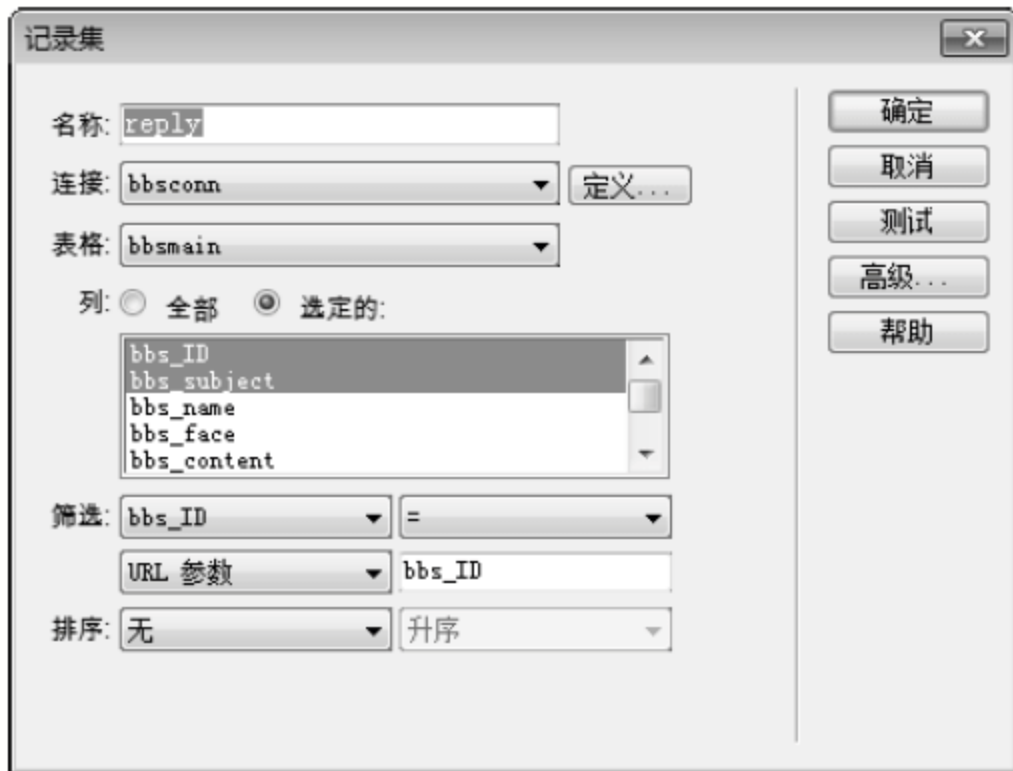 记录集
名称: reply
连接: bbsconn 定义...
表格: bbsmain
列: 全部 选定的:
bbs_ID
bbs_subject
bbs_name
bbs_face
bbs_content
筛选: bbs_ID =
URL 参数 bbs_ID
排序: 无 升序
确定
取消
测试
高级...
帮助